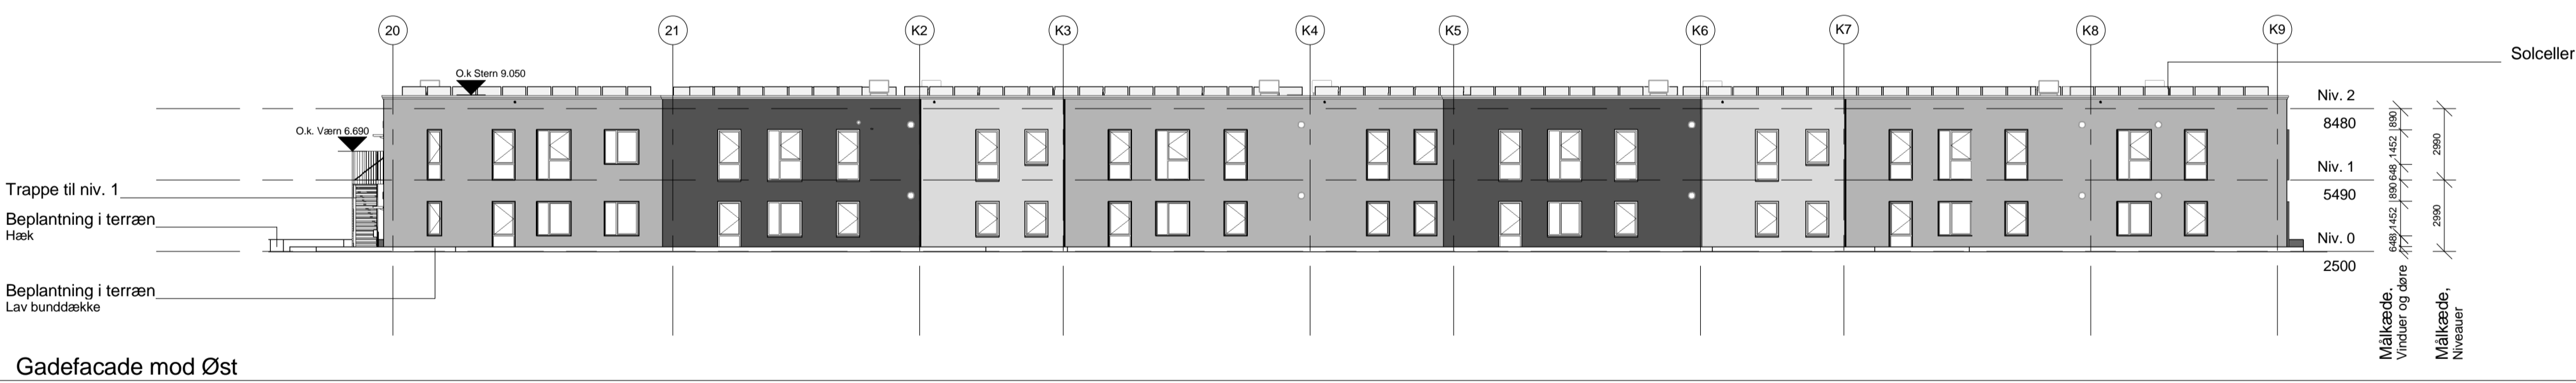 20
21
K2
K3
K4
K5
K6
K7
K8
K9
Solceller
O.k Stern 9.050
O.k. Værn 6.690
Niv. 2
8480
Niv. 1
5490
Niv. 0
2500
890
1452
648
890
1452
648
2990
2990
Trappe til niv. 1
Beplantning i terræn
Hæk
Beplantning i terræn
Lav bunddække
Målkæde.
Vinduer og døre
Målkæde,
Niveauer
Gadefacade mod Øst